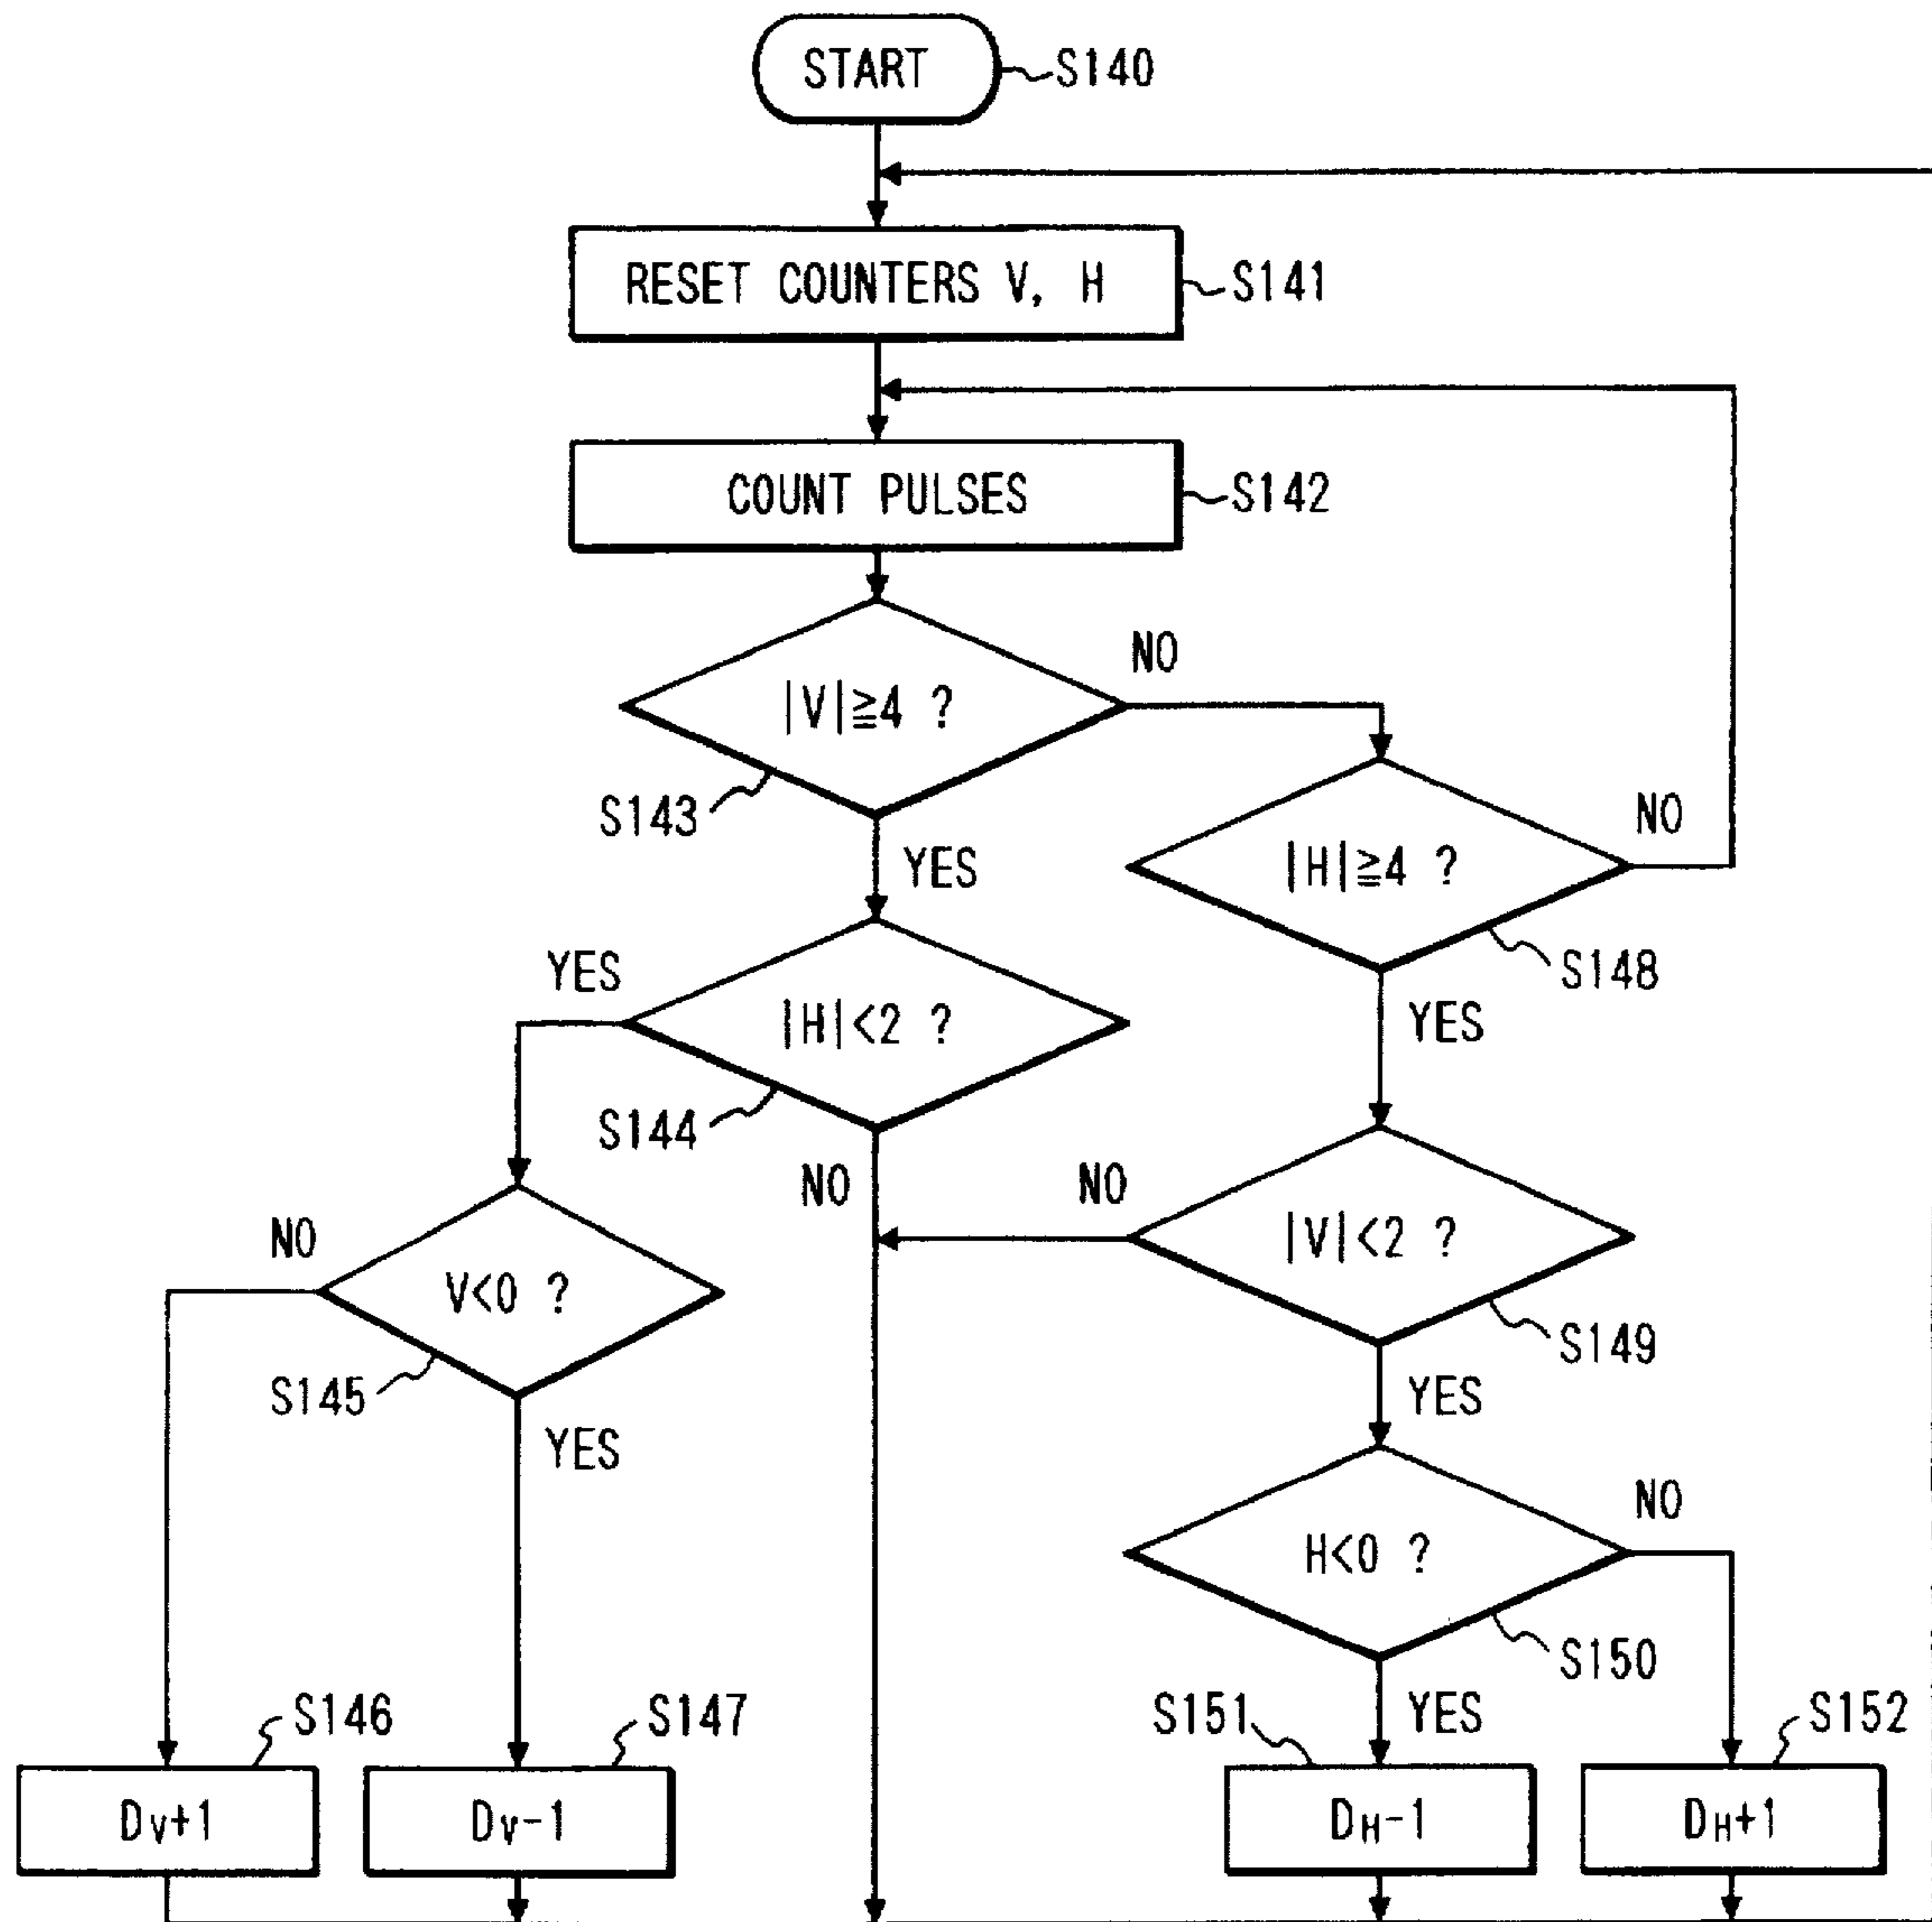 START
S140
RESET COUNTERS V, H
S141
COUNT PULSES
S142
|V|≧4 ?
NO
S143
YES
|H|≧4 ?
NO
S148
YES
|H|<2 ?
YES
S144
NO
|V|<2 ?
NO
S149
YES
V<0 ?
NO
S145
YES
H<0 ?
NO
S150
YES
S146
DV+1
S147
DV-1
S151
DH-1
S152
DH+1